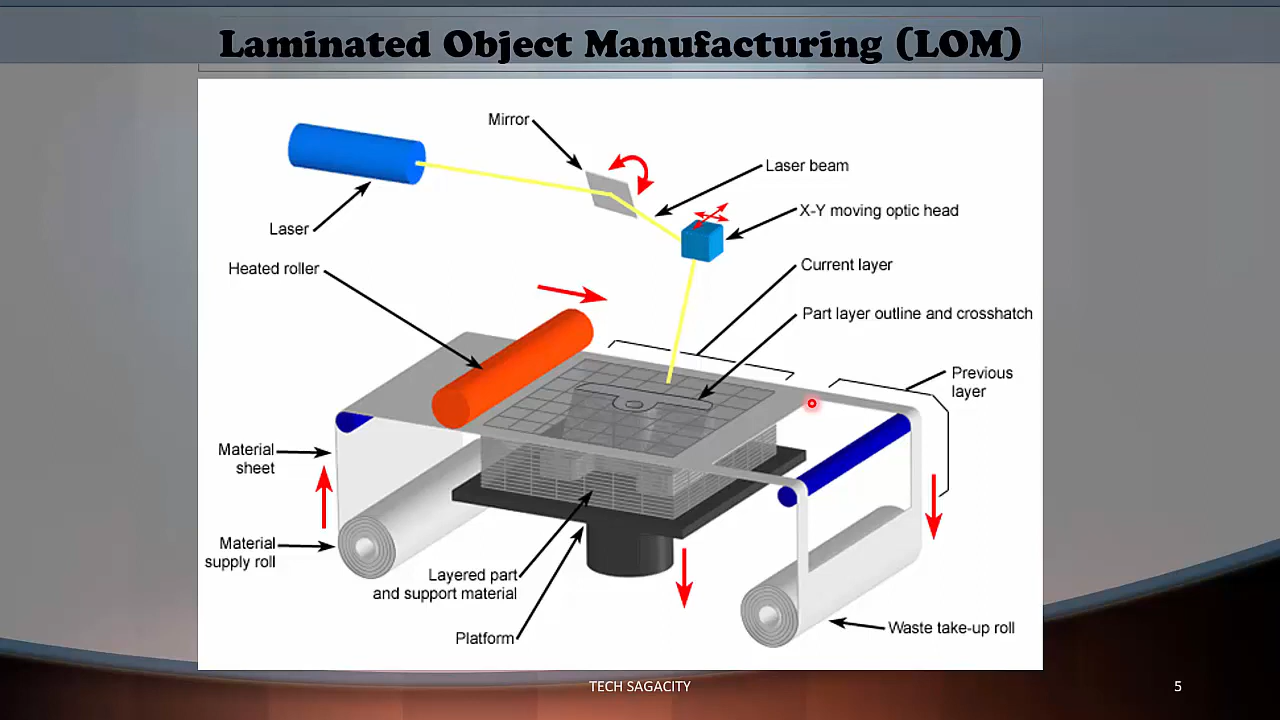 Laminated Object Manufacturing (LOM)
Mirror
Laser beam
X-Y moving optic head
Laser
Heated roller
Current layer
Part layer outline and crosshatch
Previous
layer
Material
sheet
Material
supply roll
Layered part
and support material
Platform
Waste take-up roll
TECH SAGACITY
5